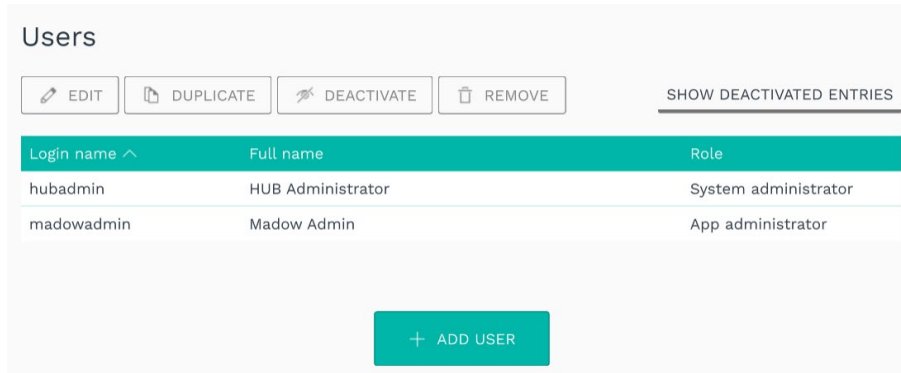 Users
EDIT DUPLICATE DEACTIVATE REMOVE SHOW DEACTIVATED ENTRIES
Login name Full name Role
hubadmin HUB Administrator System administrator
madowadmin Madow Admin App administrator
+ ADD USER